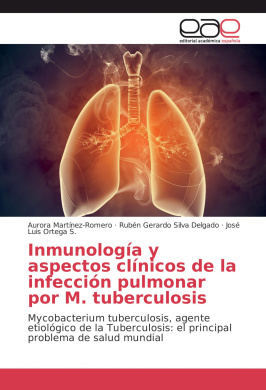 eae
editorial académica española
Aurora Martínez-Romero · Rubén Gerardo Silva Delgado · José
Luis Ortega S.
Inmunología y
aspectos clínicos de la
infección pulmonar
por M. tuberculosis
Mycobacterium tuberculosis, agente
etiológico de la Tuberculosis: el principal
problema de salud mundial